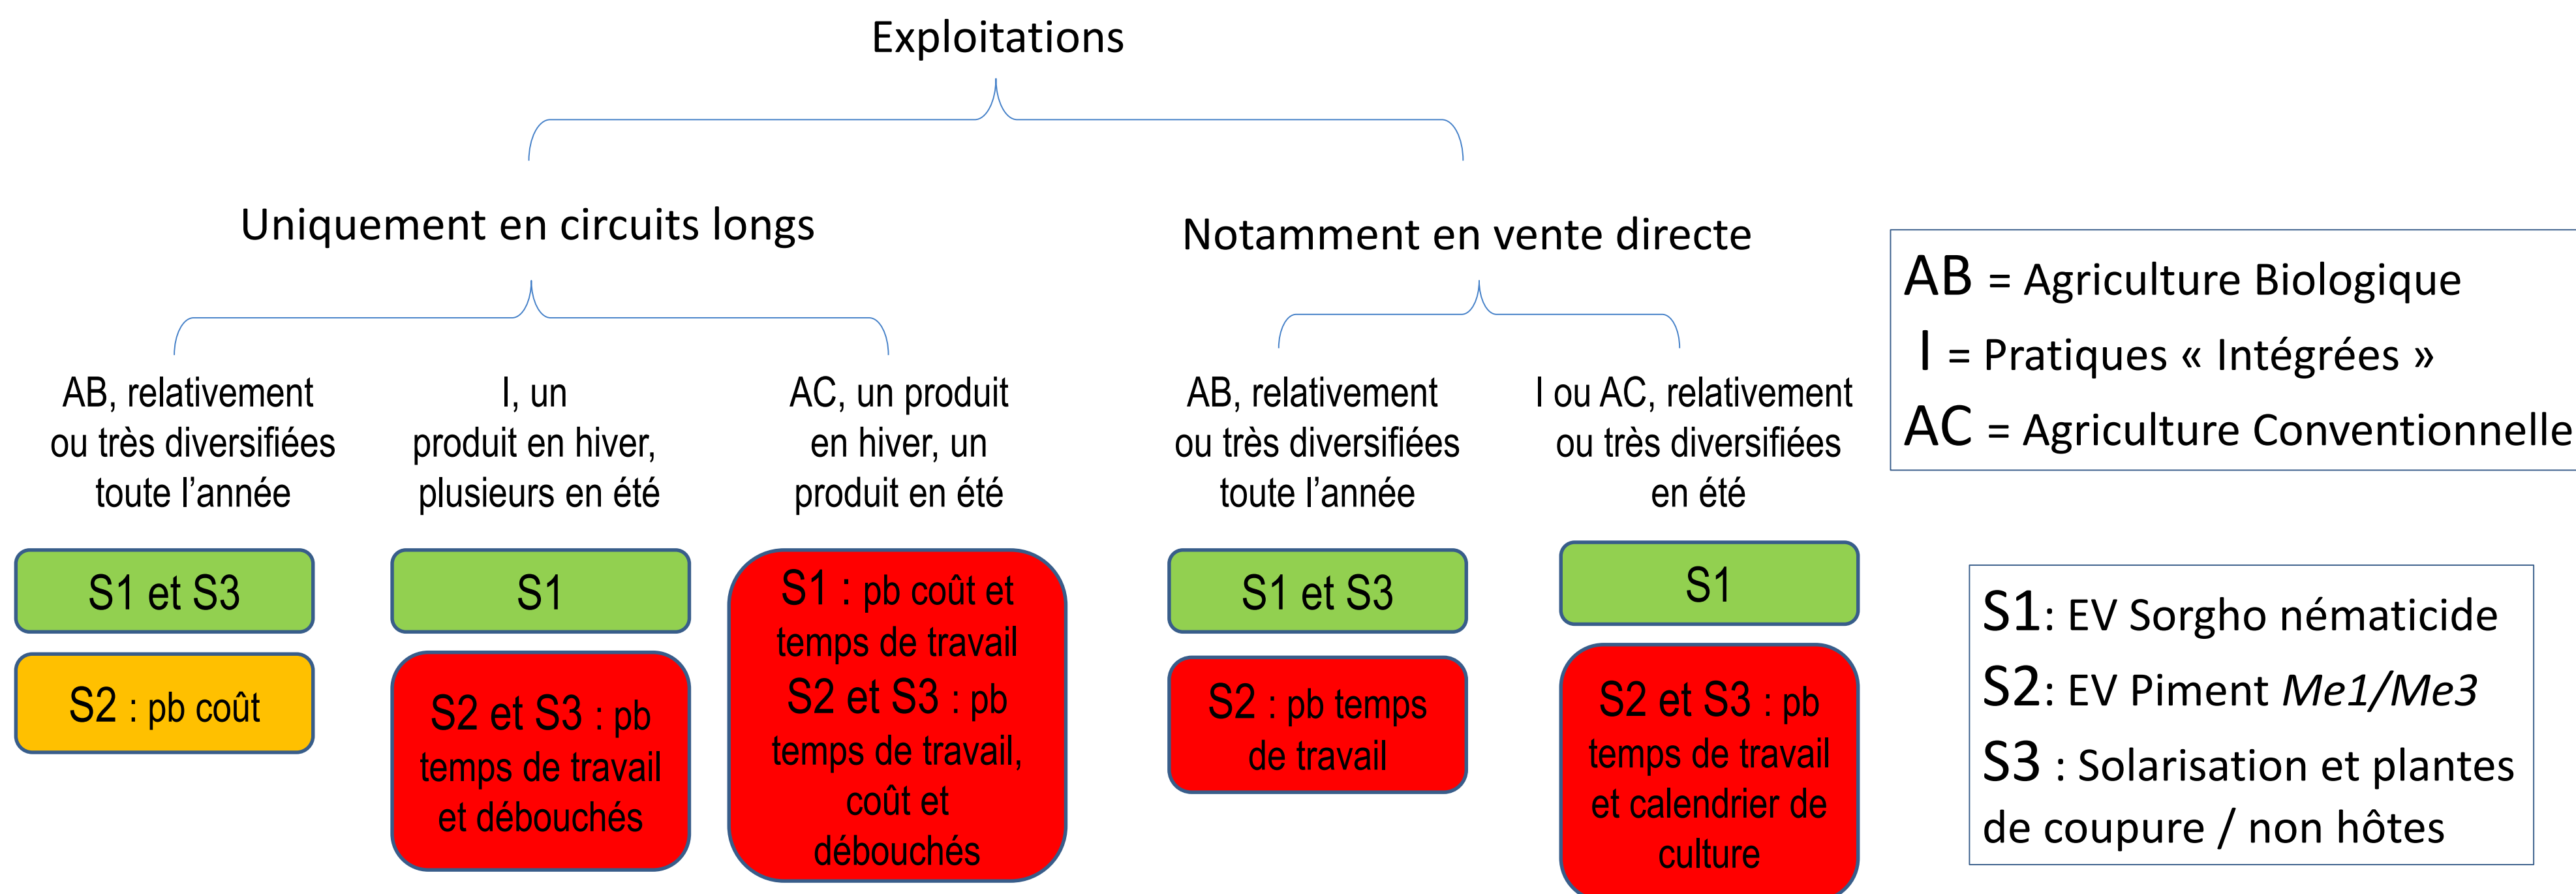 Exploitations
Uniquement en circuits longs
Notamment en vente directe
AB, relativement
ou très diversifiées
toute l’année
I, un
produit en hiver,
plusieurs en été
AC, un produit
en hiver, un
produit en été
AB, relativement
ou très diversifiées
toute l’année
I ou AC, relativement
ou très diversifiées
en été
S1 et S3
S2 : pb coût
S1
S2 et S3 : pb
temps de travail
et débouchés
S1 : pb coût et
temps de travail
S2 et S3 : pb
temps de travail,
coût et
débouchés
S1 et S3
S2 : pb temps
de travail
S1
S2 et S3 : pb
temps de travail
et calendrier de
culture
AB = Agriculture Biologique
I = Pratiques « Intégrées »
AC = Agriculture Conventionnelle
S1: EV Sorgho nématicide
S2: EV Piment Me1/Me3
S3 : Solarisation et plantes
de coupure / non hôtes